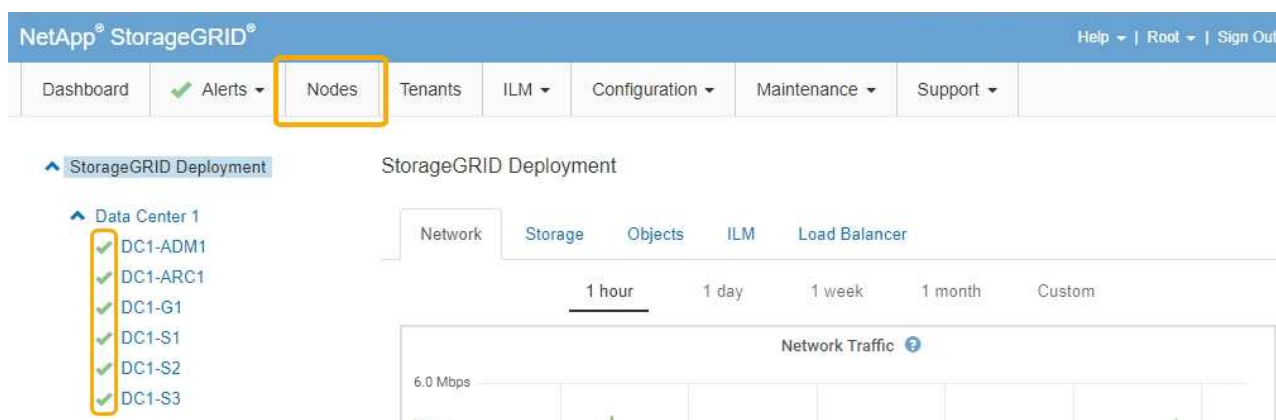 NetApp® StorageGRID®
Help | Root | Sign Out
Dashboard Alerts Nodes Tenants ILM Configuration Maintenance Support
StorageGRID Deployment
Data Center 1
DC1-ADM1
DC1-ARC1
DC1-G1
DC1-S1
DC1-S2
DC1-S3
StorageGRID Deployment
Network Storage Objects ILM Load Balancer
1 hour 1 day 1 week 1 month Custom
Network Traffic
6.0 Mbps